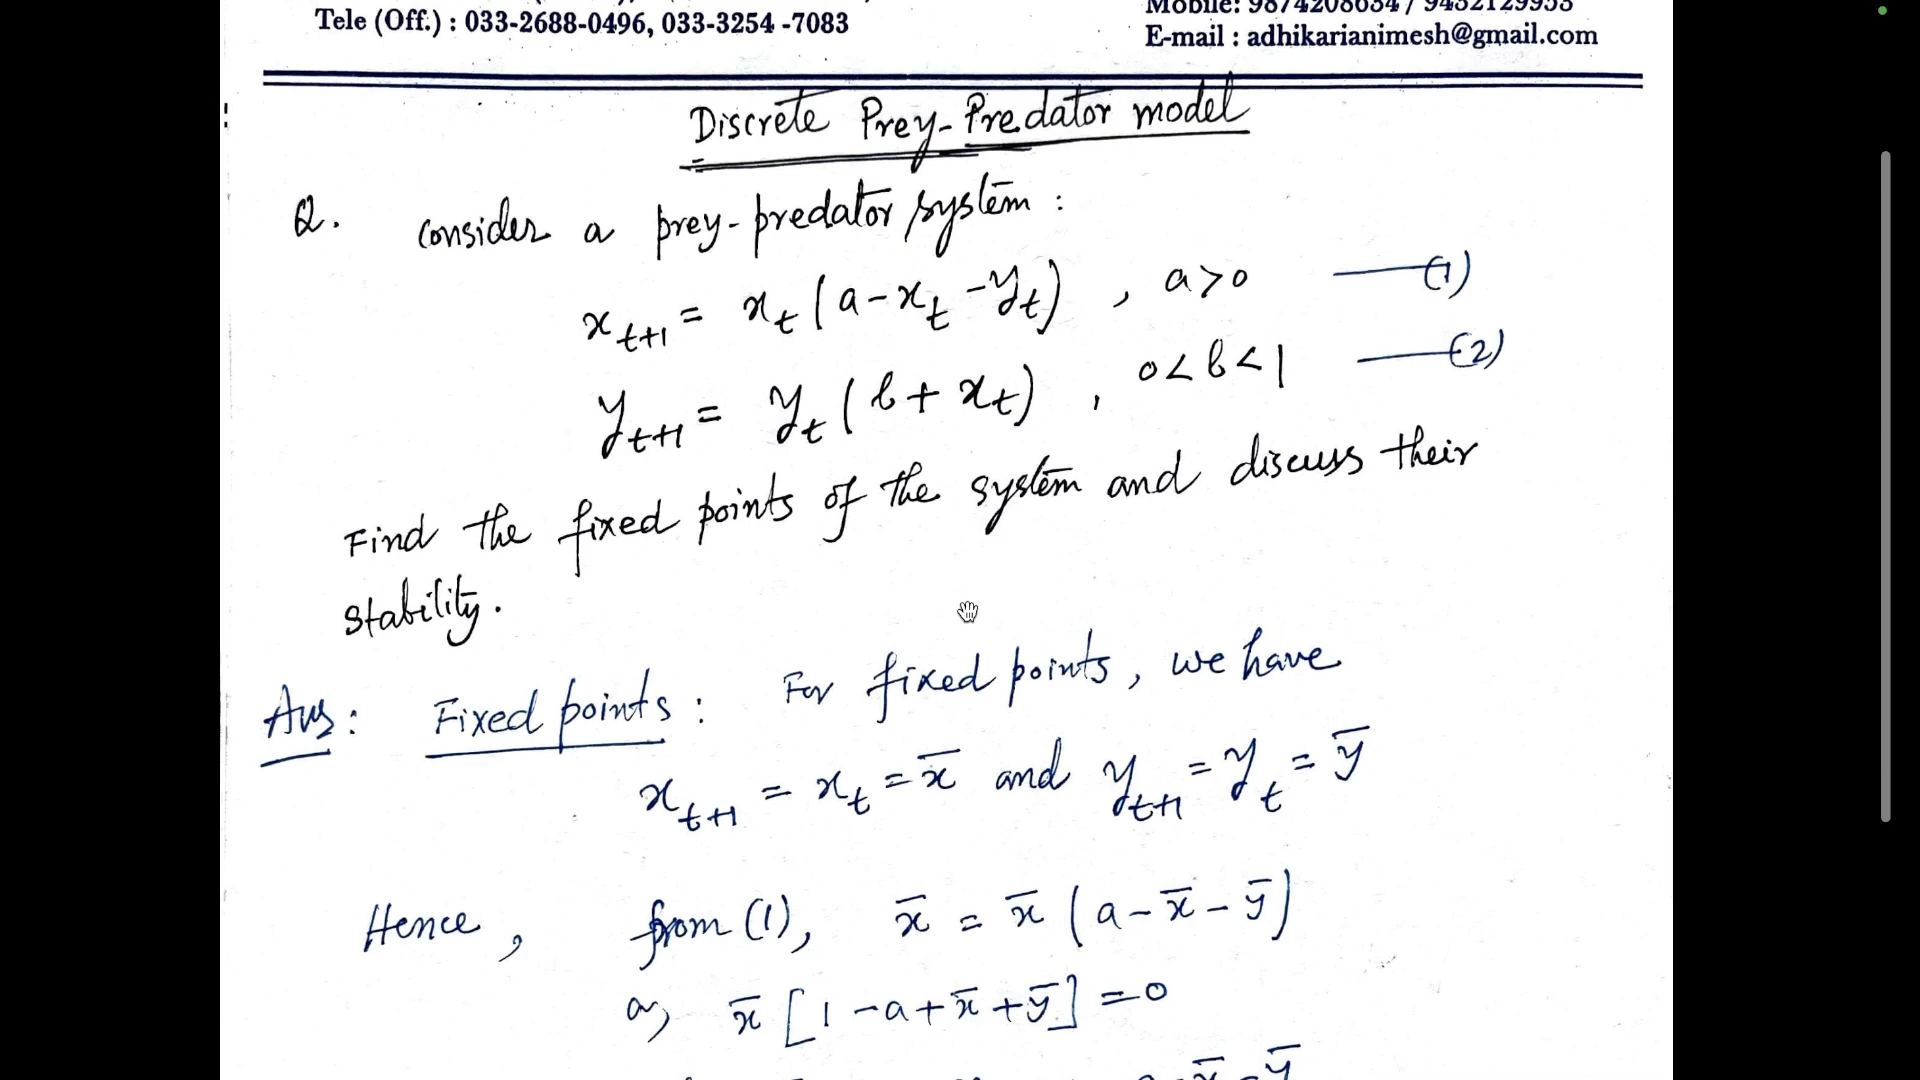 Tele (Off.) : 033-2688-0496, 033-3254 -7083
Mobile: 9874208634 / 9432129953
E-mail : adhikarianimesh@gmail.com
Discrete Prey-Predator model
Q. consider a prey-predator system :
x_{t+1} = x_t (a - x_t - y_t) , a>0 —(1)
y_{t+1} = y_t (b + x_t) , 0<b<1 —(2)
Find the fixed points of the system and discuss their
stability.
Ans : Fixed points : For fixed points, we have
x_{t+1} = x_t = x̄ and y_{t+1} = y_t = ȳ
Hence, from (1), x̄ = x̄ (a - x̄ - ȳ)
or, x̄ [1 - a + x̄ + ȳ] = 0